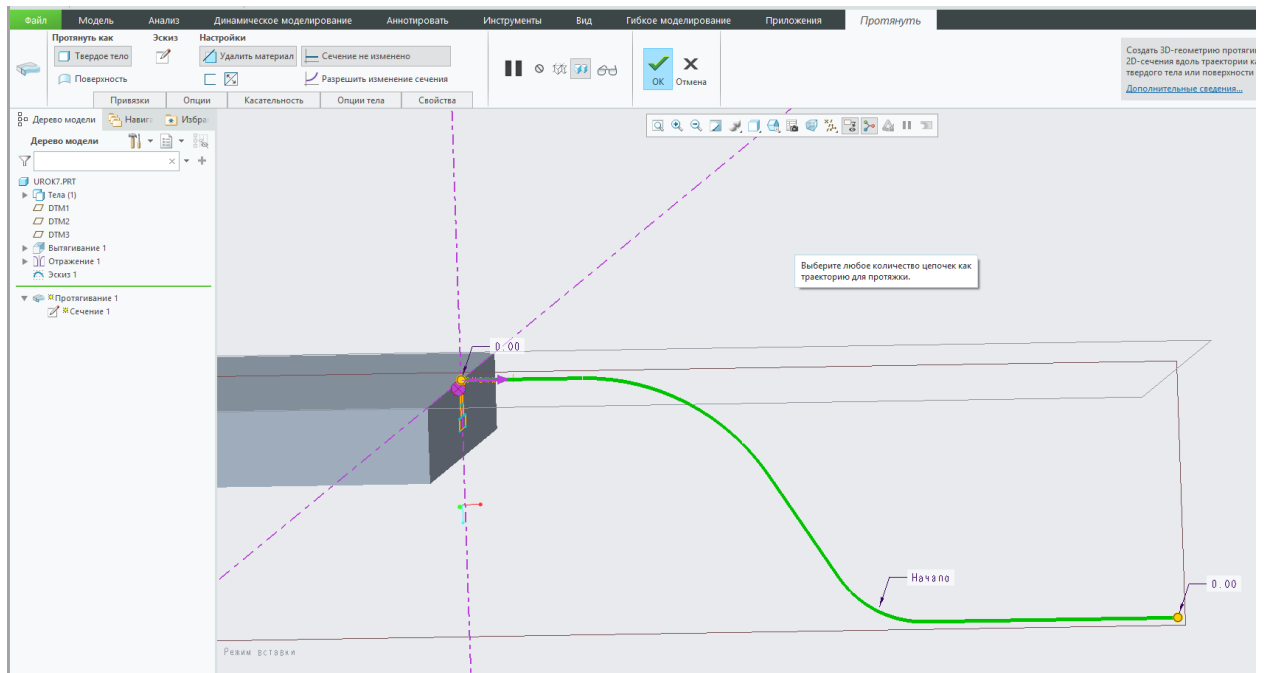 Файл Модель Анализ Динамическое моделирование Аннотировать Инструменты Вид Гибкое моделирование Приложения Протянуть
Протянуть как Эскиз Настройки
Твердое тело Удалить материал Сечение не изменено
Поверхность Разрешить изменение сечения
OK Отмена
Создать 3D-геометрию протяги
2D-сечения вдоль траектории к
твердого тела или поверхности
Дополнительные сведения...
Привязки Опции Касательность Опции тела Свойства
Дерево модели Навига Избра
Дерево модели
UROK7.PRT
Тела (1)
DTM1
DTM2
DTM3
Вытягивание 1
Отражение 1
Эскиз 1
Протягивание 1
Сечение 1
Выберите любое количество цепочек как
траекторию для протяжки.
0.00
Начало
0.00
Режим вставки